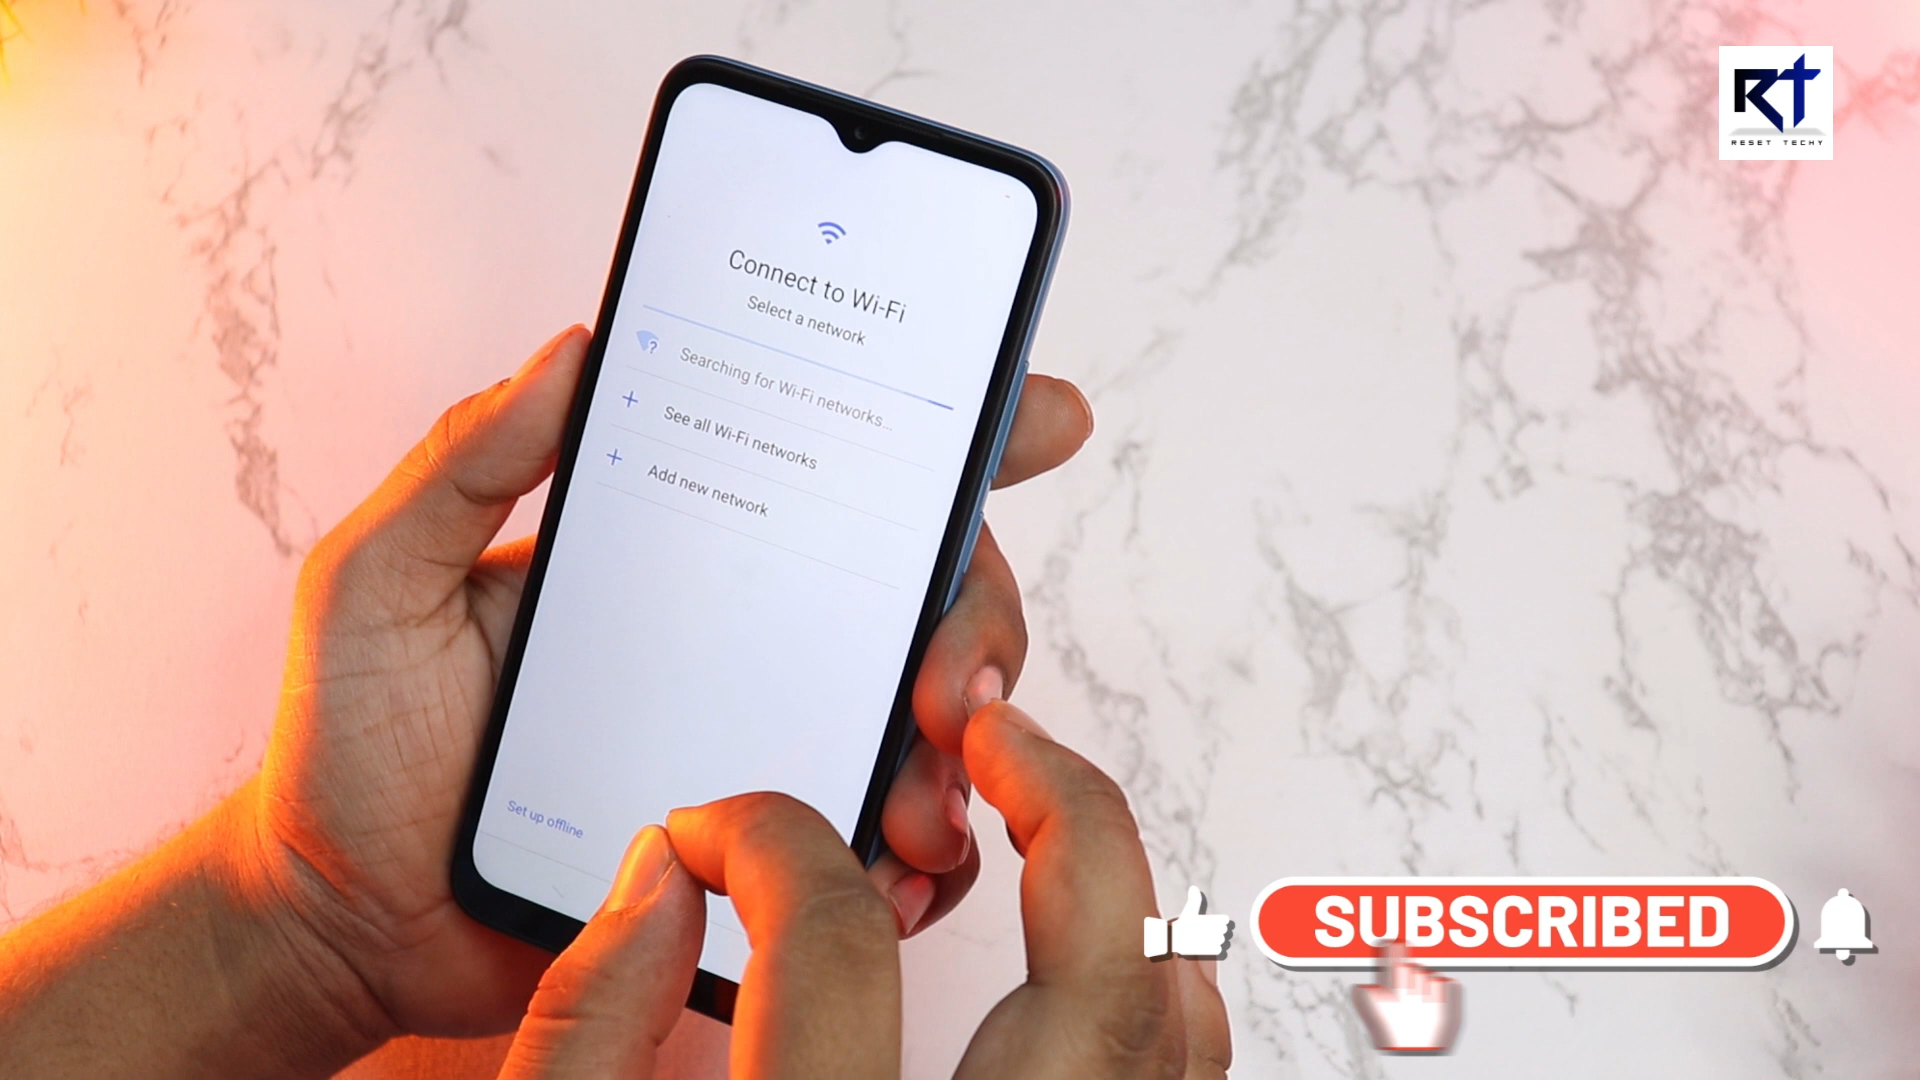 RT
RESET TECHY
Connect to Wi-Fi
Select a network
Searching for Wi-Fi networks...
See all Wi-Fi networks
Add new network
Set up offline
SUBSCRIBED